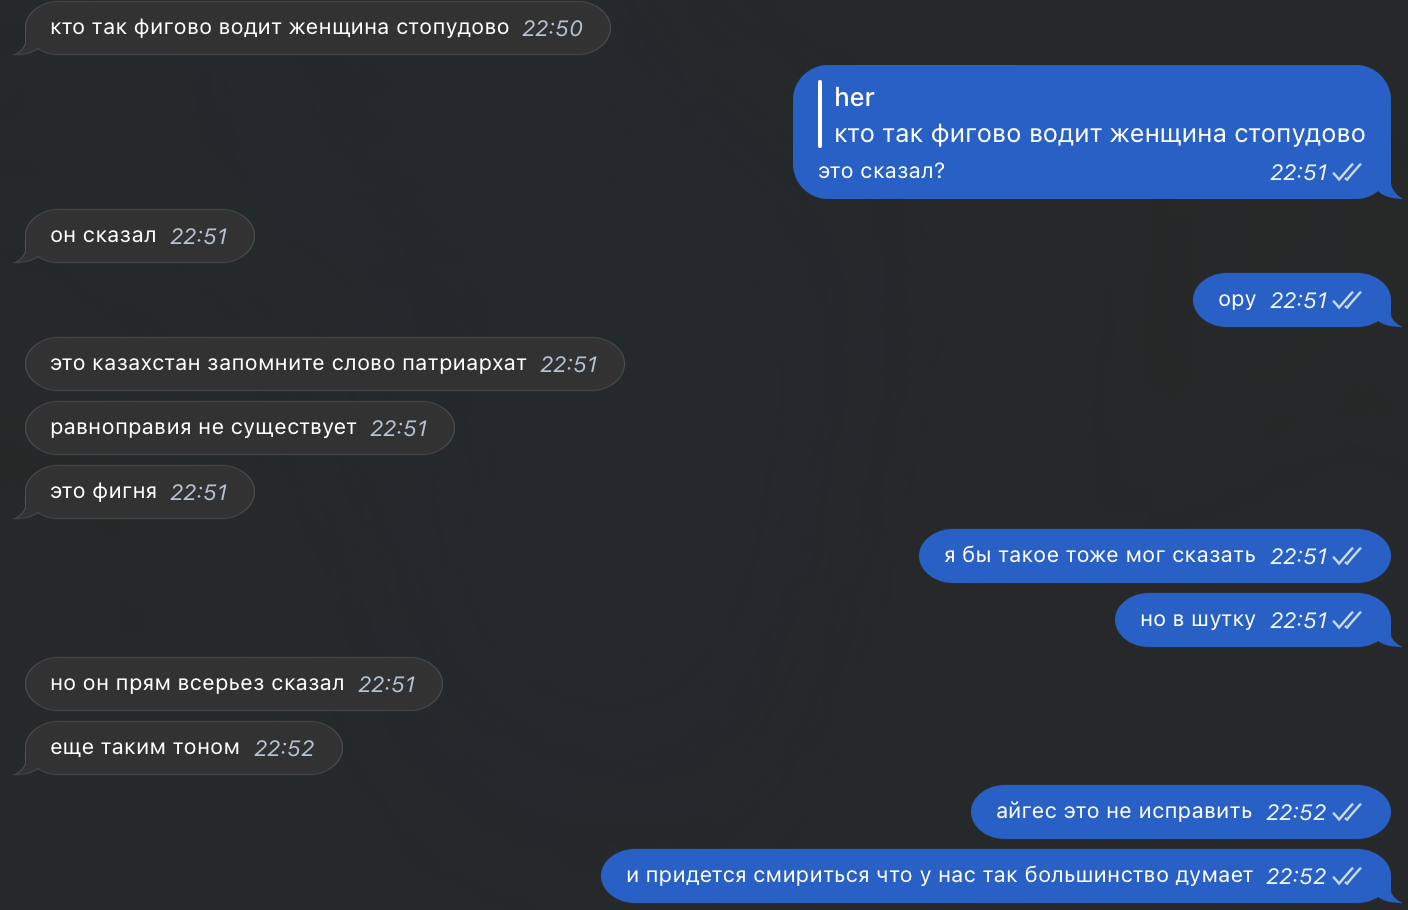 кто так фигово водит женщина стопудово 22:50
her
кто так фигово водит женщина стопудово
это сказал? 22:51
он сказал 22:51
ору 22:51
это казахстан запомните слово патриархат 22:51
равноправия не существует 22:51
это фигня 22:51
я бы такое тоже мог сказать 22:51
но в шутку 22:51
но он прям всерьез сказал 22:51
еще таким тоном 22:52
айгес это не исправить 22:52
и придется смириться что у нас так большинство думает 22:52